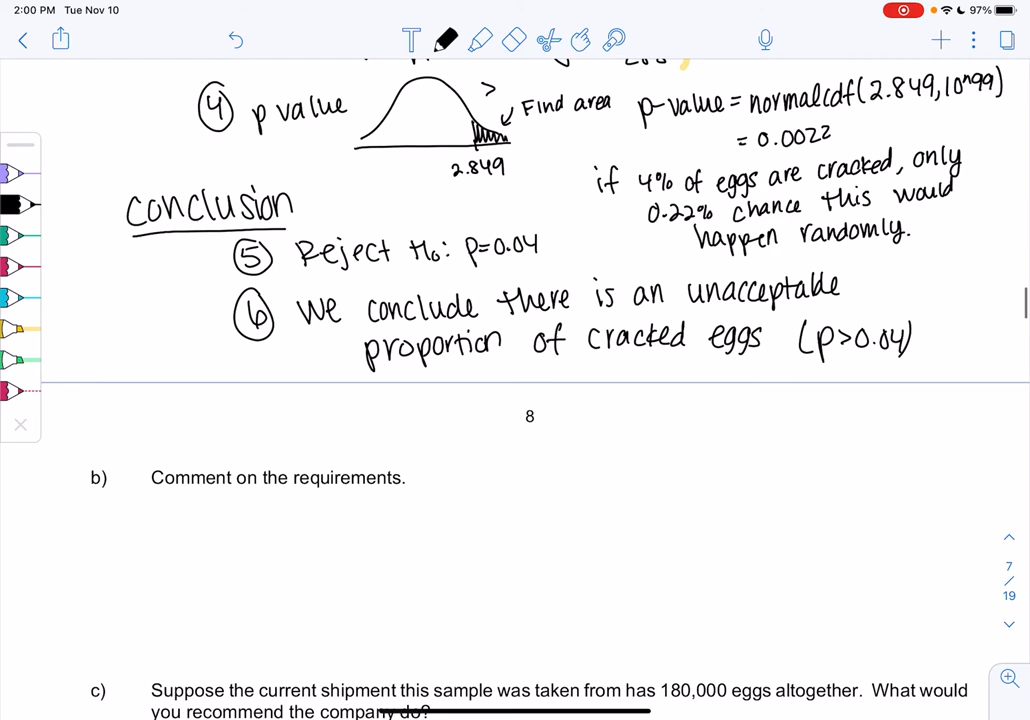 2:00 PM Tue Nov 10
97%
T
4 p value
>
Find area
p-value = normalcdf(2.849, 10^99)
= 0.0022
2.849
if 4% of eggs are cracked, only
0.22% chance this would
happen randomly.
Conclusion
5 Reject H₀: p=0.04
6 We conclude there is an unacceptable
proportion of cracked eggs (p>0.04)
8
b) Comment on the requirements.
7
/
19
c) Suppose the current shipment this sample was taken from has 180,000 eggs altogether. What would
you recommend the company do?